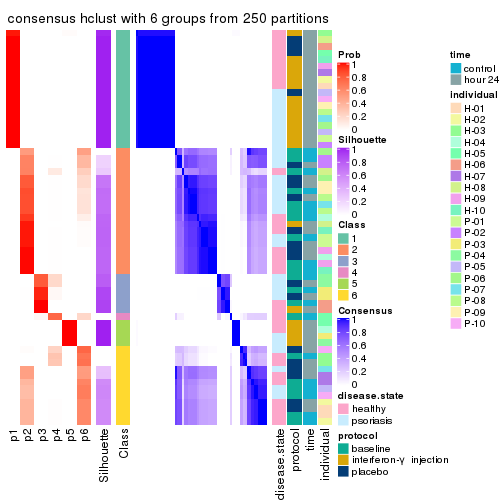 consensus hclust with 6 groups from 250 partitions
p1
p2
p3
p4
p5
p6
Silhouette
Class
disease.state
protocol
time
individual
Prob
1
0.8
0.6
0.4
0.2
0
Silhouette
1
0.8
0.6
0.4
0.2
0
Class
1
2
3
4
5
6
Consensus
1
0.8
0.6
0.4
0.2
0
disease.state
healthy
psoriasis
protocol
baseline
interferon-γ injection
placebo
time
control
hour 24
individual
H-01
H-02
H-03
H-04
H-05
H-06
H-07
H-08
H-09
H-10
P-01
P-02
P-03
P-04
P-05
P-06
P-07
P-08
P-09
P-10